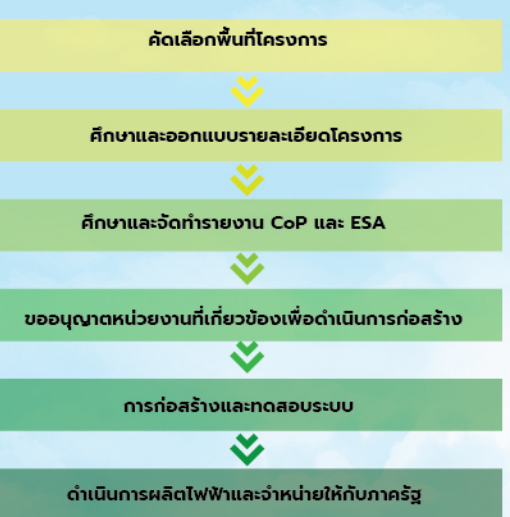 คัดเลือกพื้นที่โครงการ
ศึกษาและออกแบบรายละเอียดโครงการ
ศึกษาและจัดทำรายงาน CoP และ ESA
ขออนุญาตหน่วยงานที่เกี่ยวข้องเพื่อดำเนินการก่อสร้าง
การก่อสร้างและทดสอบระบบ
ดำเนินการผลิตไฟฟ้าและจำหน่ายให้กับภาครัฐ